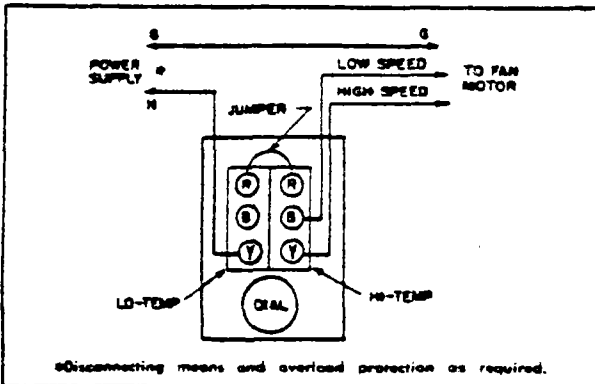 G
POWER SUPPLY *
LOW SPEED
HIGH SPEED
TO FAN MOTOR
H
JUMPER
R R
B B
Y Y
LO-TEMP
HI-TEMP
DIAL
*Disconnecting means and overload protection as required.